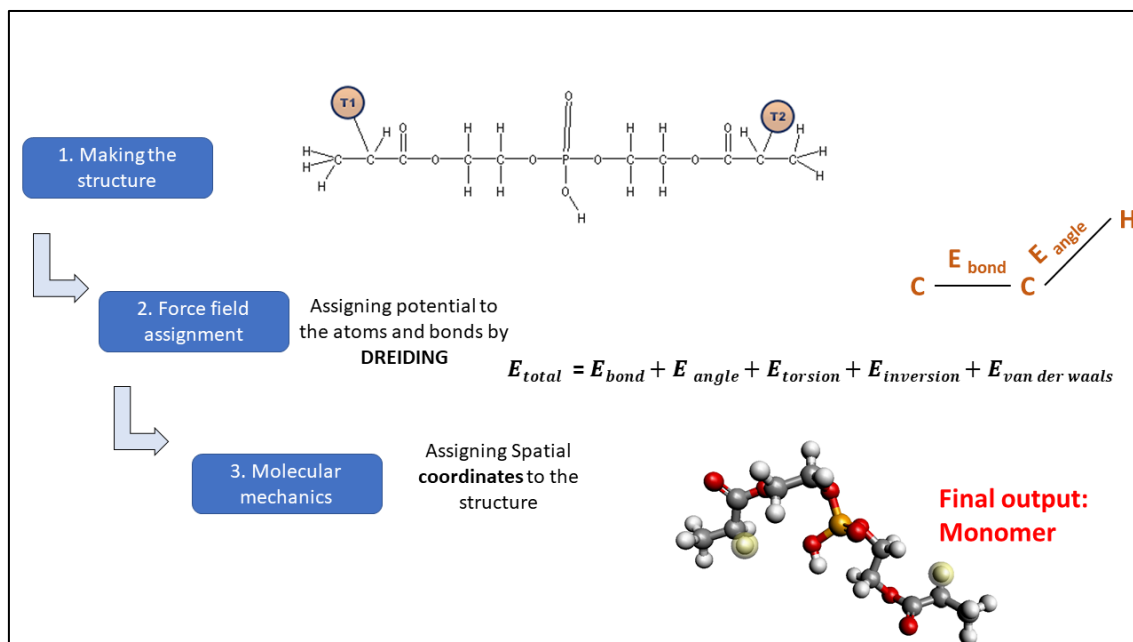 1. Making the
structure
T1
T2
O
H O H H O H H O H H
H
H C C C O C C O P O C C O C C C H
H H H O H H H
H
2. Force field
assignment
Assigning potential to
the atoms and bonds by
DREIDING
C E bond C E angle H
E total = E bond + E angle + E torsion + E inversion + E van der waals
3. Molecular
mechanics
Assigning Spatial
coordinates to the
structure
Final output:
Monomer